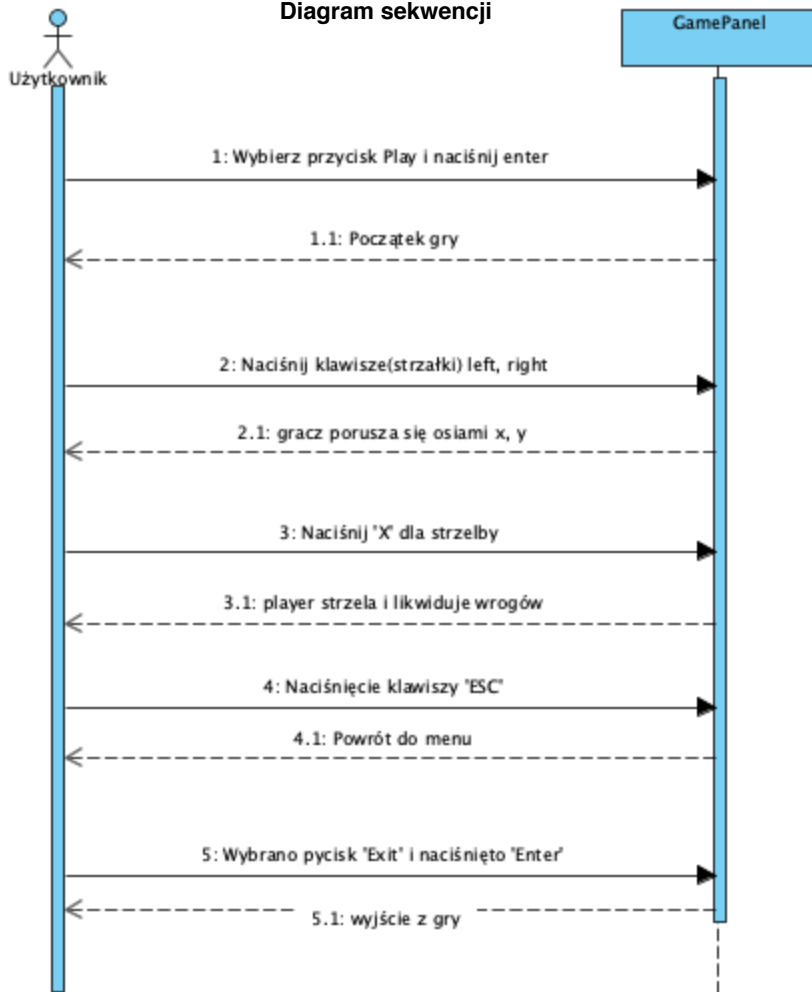 Diagram sekwencji
GamePanel
Użytkownik
1: Wybierz przycisk Play i naciśnij enter
1.1: Początek gry
2: Naciśnij klawisze(strzałki) left, right
2.1: gracz porusza się osiami x, y
3: Naciśnij "X" dla strzelby
3.1: player strzela i likwiduje wrogów
4: Naciśnięcie klawiszy "ESC"
4.1: Powrót do menu
5: Wybrano pycisk "Exit" i naciśnięto "Enter"
5.1: wyjście z gry